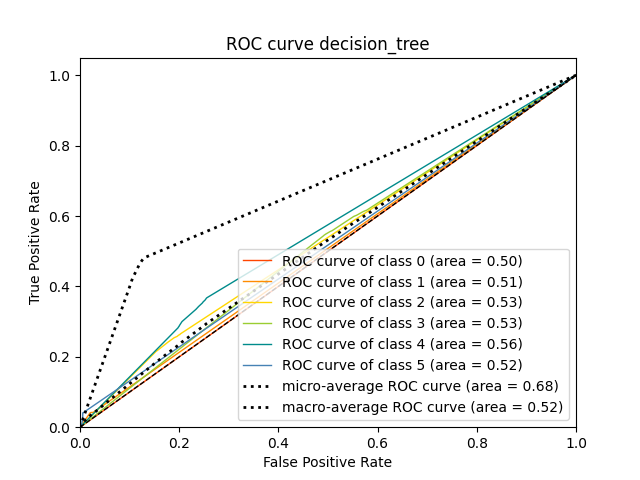 ROC curve decision_tree
1.0
0.8
0.6
0.4
0.2
0.0
True Positive Rate
ROC curve of class 0 (area = 0.50)
ROC curve of class 1 (area = 0.51)
ROC curve of class 2 (area = 0.53)
ROC curve of class 3 (area = 0.53)
ROC curve of class 4 (area = 0.56)
ROC curve of class 5 (area = 0.52)
micro-average ROC curve (area = 0.68)
macro-average ROC curve (area = 0.52)
0.0 0.2 0.4 0.6 0.8 1.0
False Positive Rate